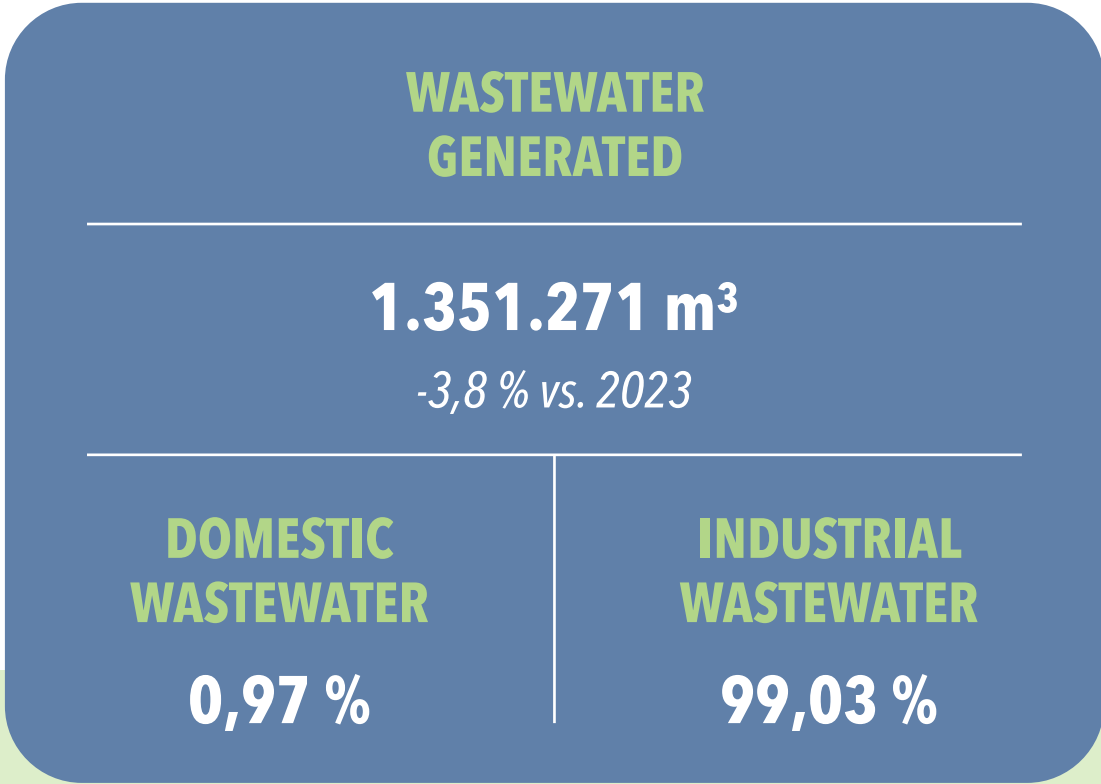 WASTEWATER
GENERATED
1.351.271 m³
-3,8 % vs. 2023
DOMESTIC
WASTEWATER
0,97 %
INDUSTRIAL
WASTEWATER
99,03 %